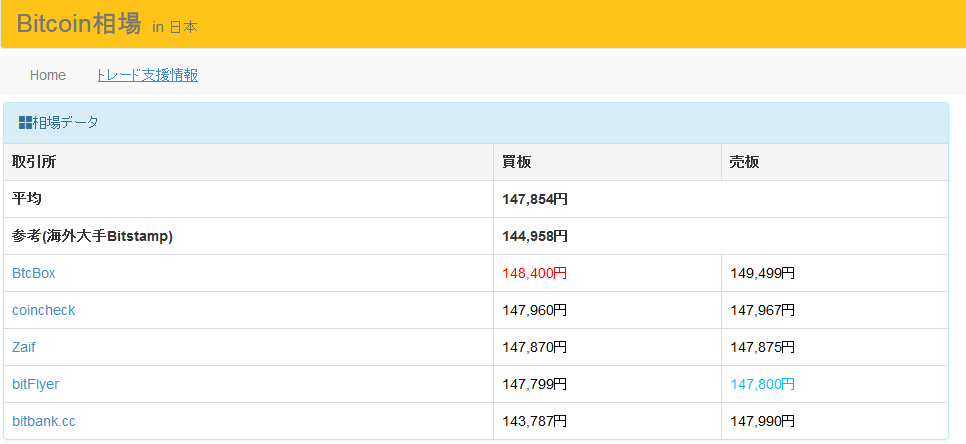 Bitcoin相場 in 日本
Home トレード支援情報
相場データ
取引所 買板 売板
平均 147,854円
参考(海外大手Bitstamp) 144,958円
BtcBox 148,400円 149,499円
coincheck 147,960円 147,967円
Zaif 147,870円 147,875円
bitFlyer 147,799円 147,800円
bitbank.cc 143,787円 147,990円